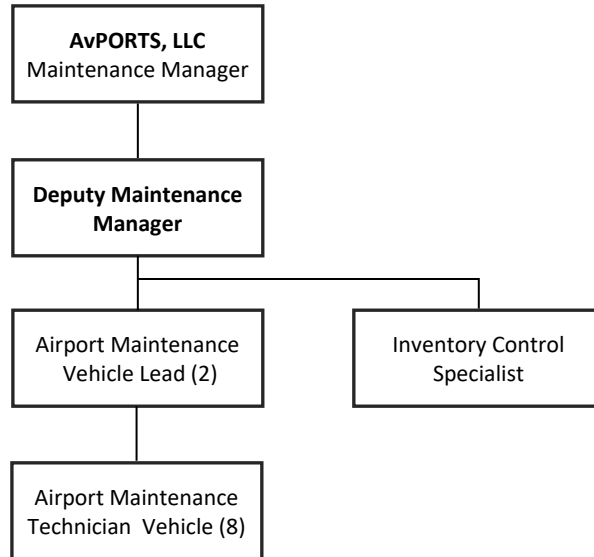 AvPORTS, LLC
Maintenance Manager
Deputy Maintenance
Manager
Airport Maintenance
Vehicle Lead (2)
Inventory Control
Specialist
Airport Maintenance
Technician  Vehicle (8)